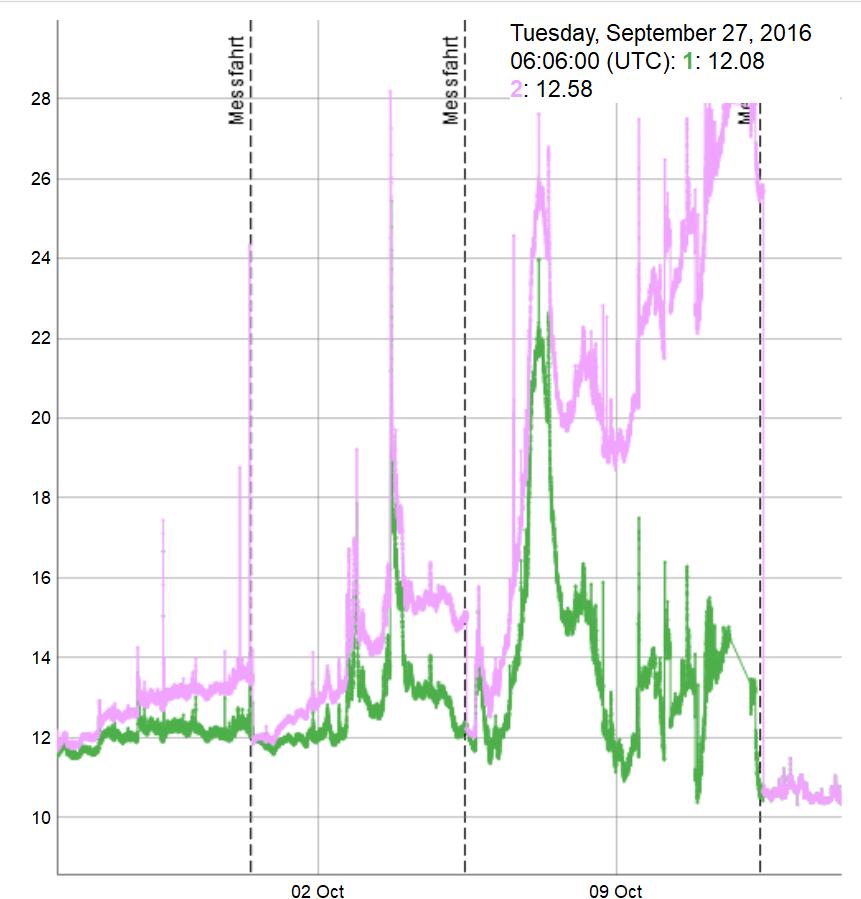 Tuesday, September 27, 2016
06:06:00 (UTC): 1: 12.08
2: 12.58
Messfahrt
Messfahrt
28
26
24
22
20
18
16
14
12
10
02 Oct
09 Oct